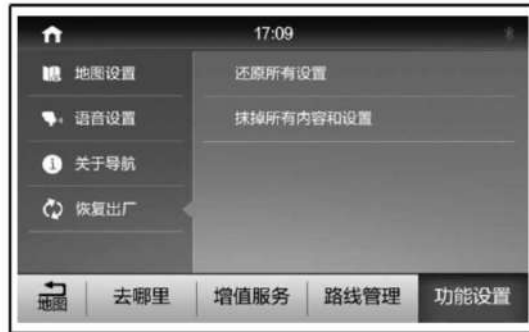 17:09
地图设置
还原所有设置
语音设置
抹掉所有内容和设置
关于导航
恢复出厂
地图
去哪里
增值服务
路线管理
功能设置